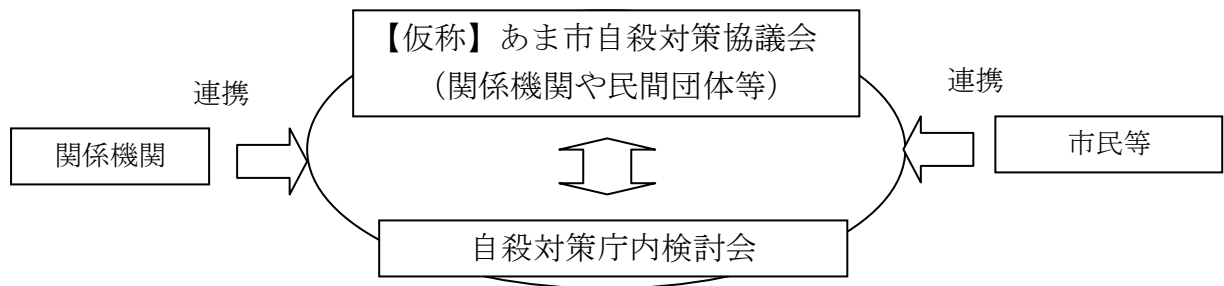 【仮称】あま市自殺対策協議会
(関係機関や民間団体等)
連携
連携
関係機関
市民等
自殺対策庁内検討会